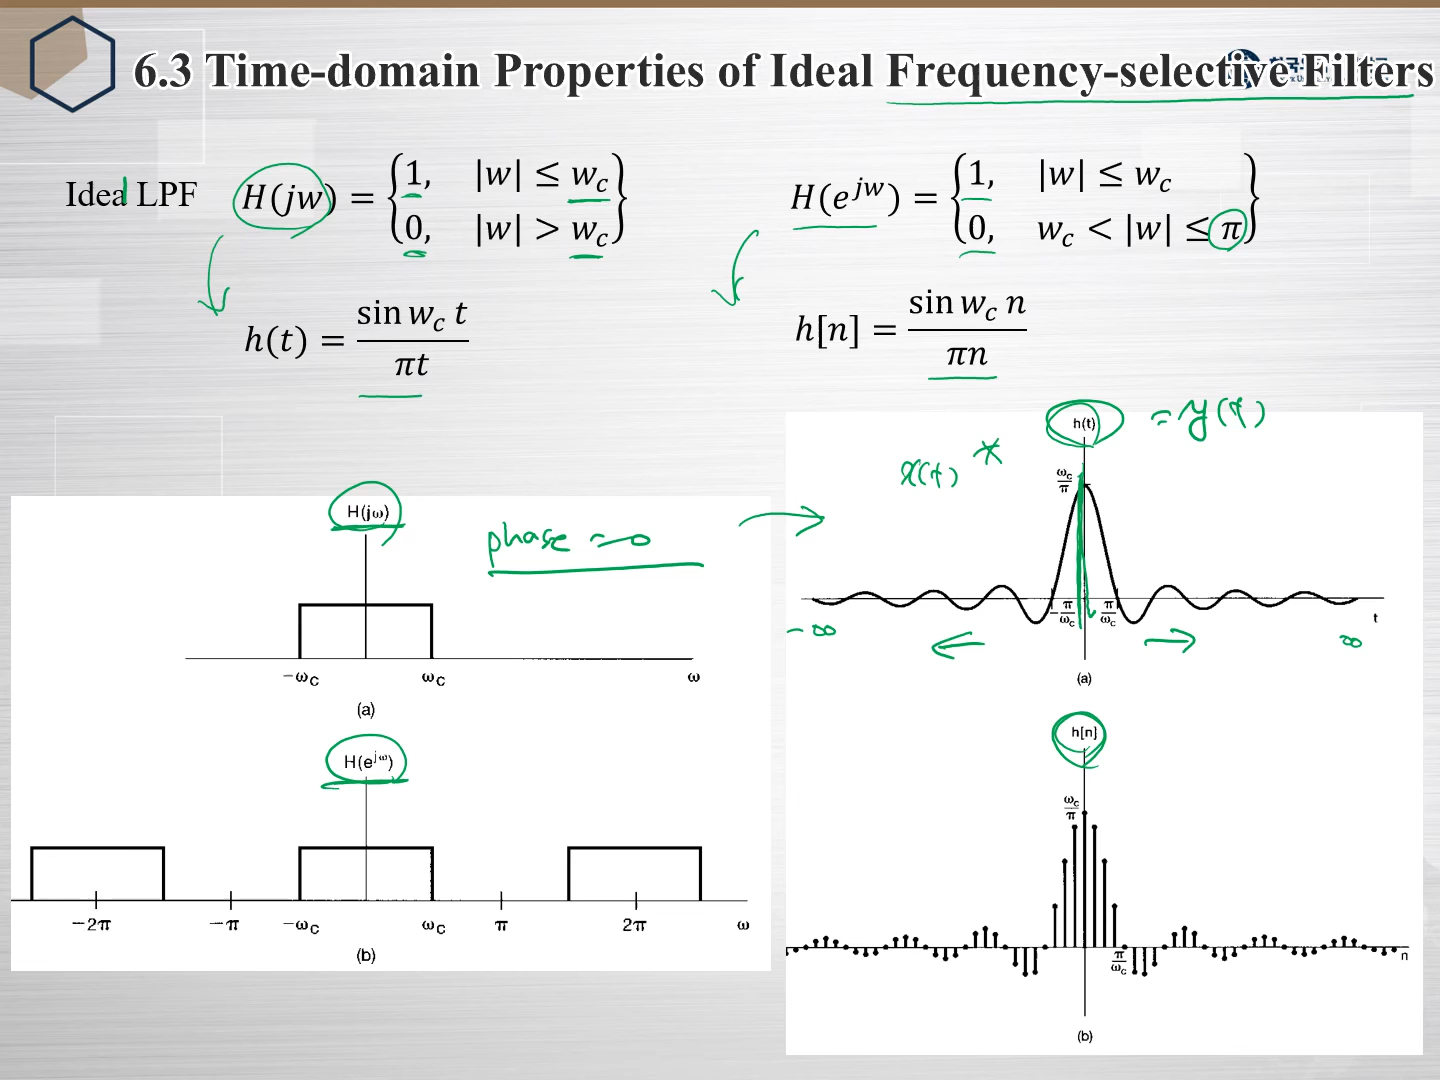 6.3 Time-domain Properties of Ideal Frequency-selective Filters
Ideal LPF
H(jw) = {1, |w| ≤ w_c
0, |w| > w_c}
H(e^{jw}) = {1, |w| ≤ w_c
0, w_c < |w| ≤ π}
h(t) = sin w_c t / πt
h[n] = sin w_c n / πn
H(jω)
phase = 0
−ω_c ω_c ω
(a)
H(e^{jω})
−2π −π −ω_c ω_c π 2π ω
(b)
x(t) * h(t) = y(t)
ω_c/π
−π/ω_c π/ω_c t
−∞ ∞
(a)
h[n]
ω_c/π
π/ω_c n
(b)